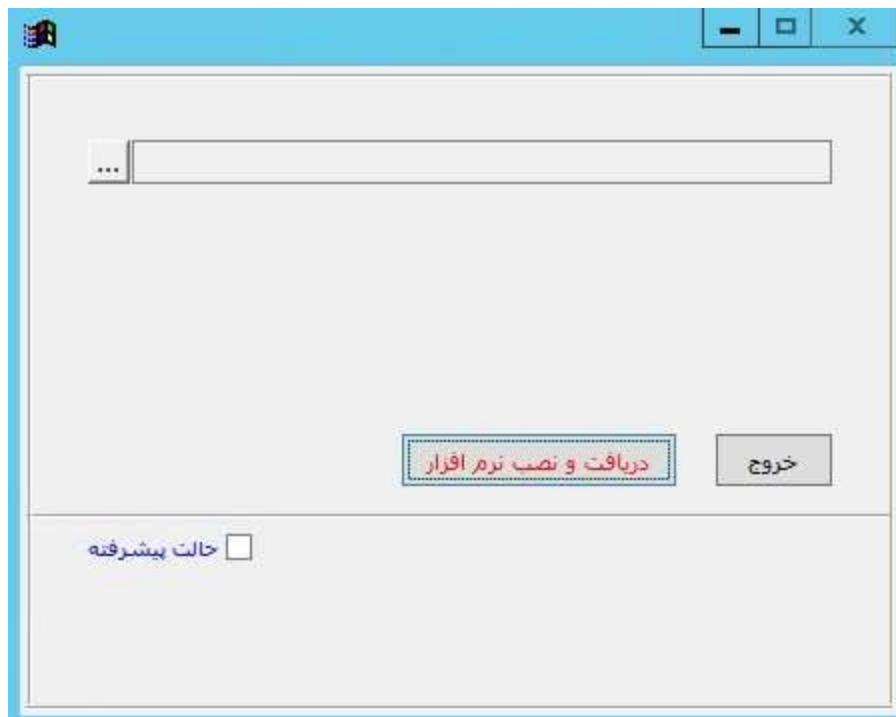 ...
خروج
دریافت و نصب نرم افزار
حالت پیشرفته